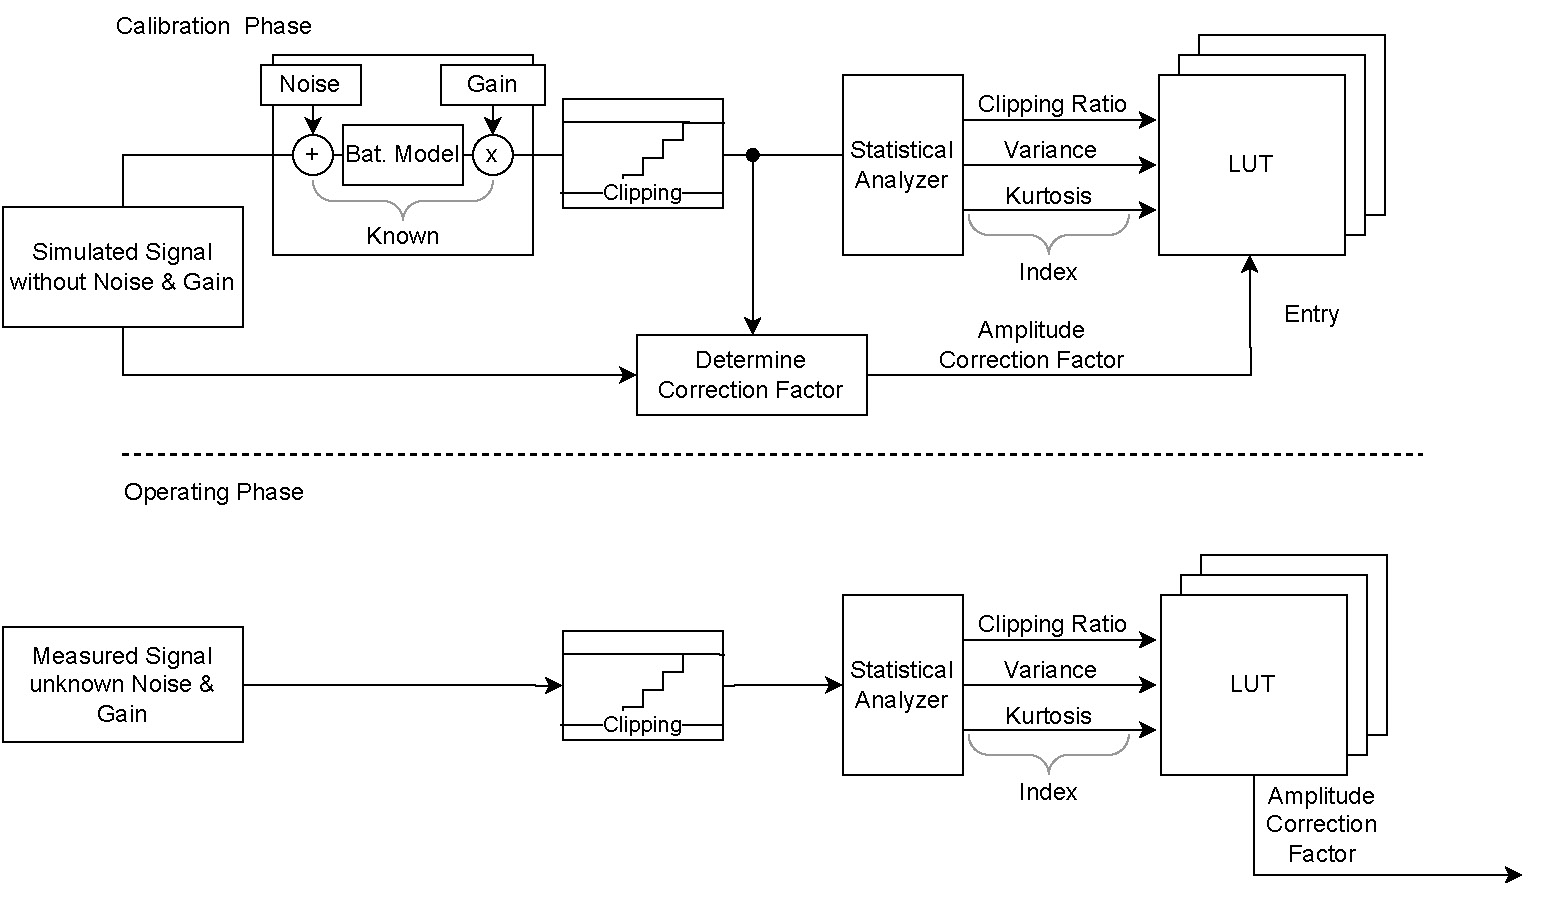 Calibration Phase
Noise
Gain
+
Bat. Model
x
Known
Clipping
Simulated Signal
without Noise & Gain
Statistical
Analyzer
Clipping Ratio
Variance
Kurtosis
Index
LUT
Determine
Correction Factor
Amplitude
Correction Factor
Entry
Operating Phase
Measured Signal
unknown Noise &
Gain
Clipping
Statistical
Analyzer
Clipping Ratio
Variance
Kurtosis
Index
LUT
Amplitude
Correction
Factor